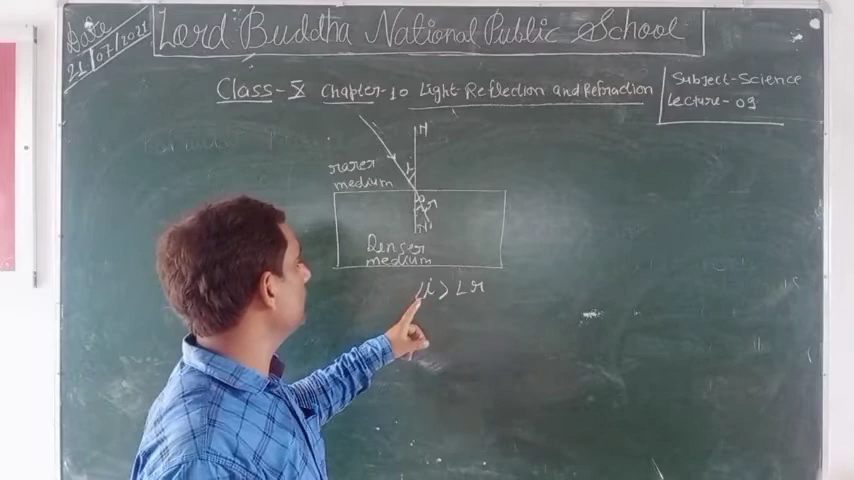 Date
21/07/2021
Lord Buddha National Public School
Class-X Chapter-10 Light-Reflection and Refraction
Subject-Science
Lecture-03
N
rarer
medium
i
r
N'
Denser
medium
∠i > ∠r